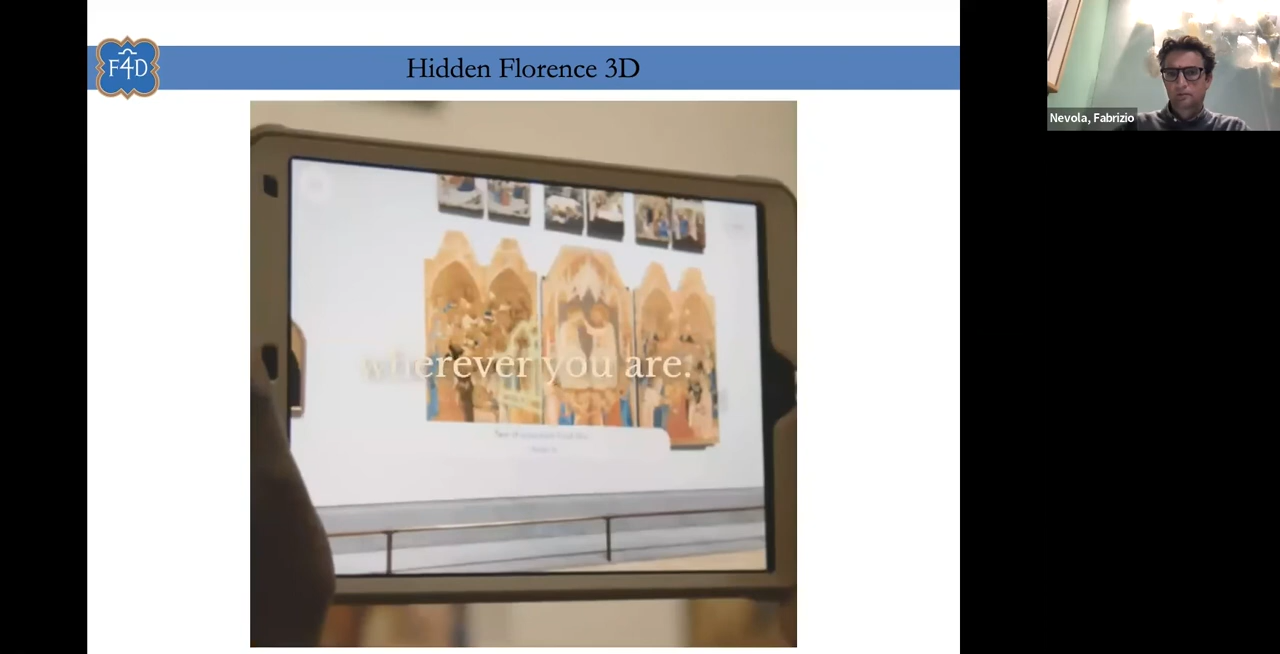 F4D
Hidden Florence 3D
Nevola, Fabrizio
wherever you are.